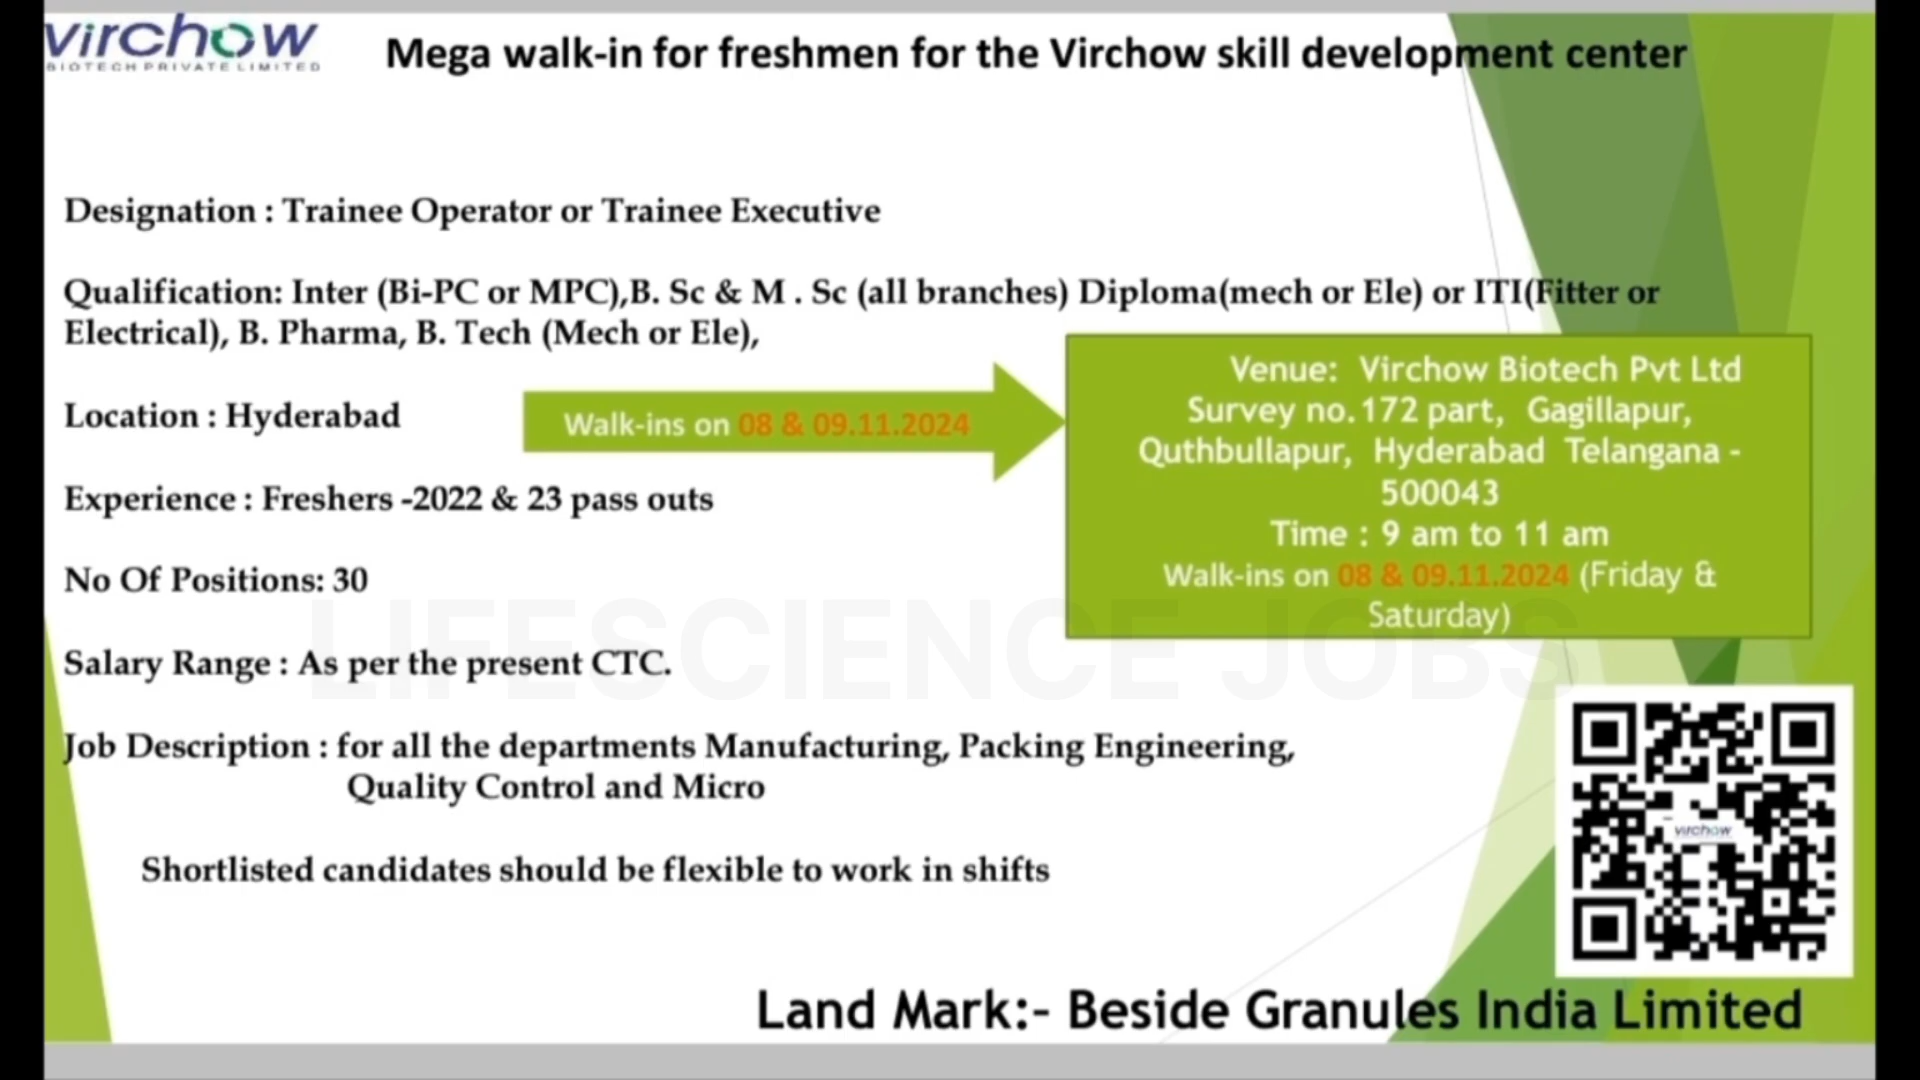 virchow
BIOTECH PRIVATE LIMITED
Mega walk-in for freshmen for the Virchow skill development center
Designation : Trainee Operator or Trainee Executive
Qualification: Inter (Bi-PC or MPC),B. Sc & M . Sc (all branches) Diploma(mech or Ele) or ITI(Fitter or
Electrical), B. Pharma, B. Tech (Mech or Ele),
Location : Hyderabad
Walk-ins on 08 & 09.11.2024
Venue: Virchow Biotech Pvt Ltd
Survey no.172 part, Gagillapur,
Quthbullapur, Hyderabad Telangana -
500043
Time : 9 am to 11 am
Walk-ins on 08 & 09.11.2024 (Friday &
Saturday)
Experience : Freshers -2022 & 23 pass outs
No Of Positions: 30
Salary Range : As per the present CTC.
LIFESCIENCE JOBS
Job Description : for all the departments Manufacturing, Packing Engineering,
Quality Control and Micro
Shortlisted candidates should be flexible to work in shifts
virchow
Land Mark:- Beside Granules India Limited